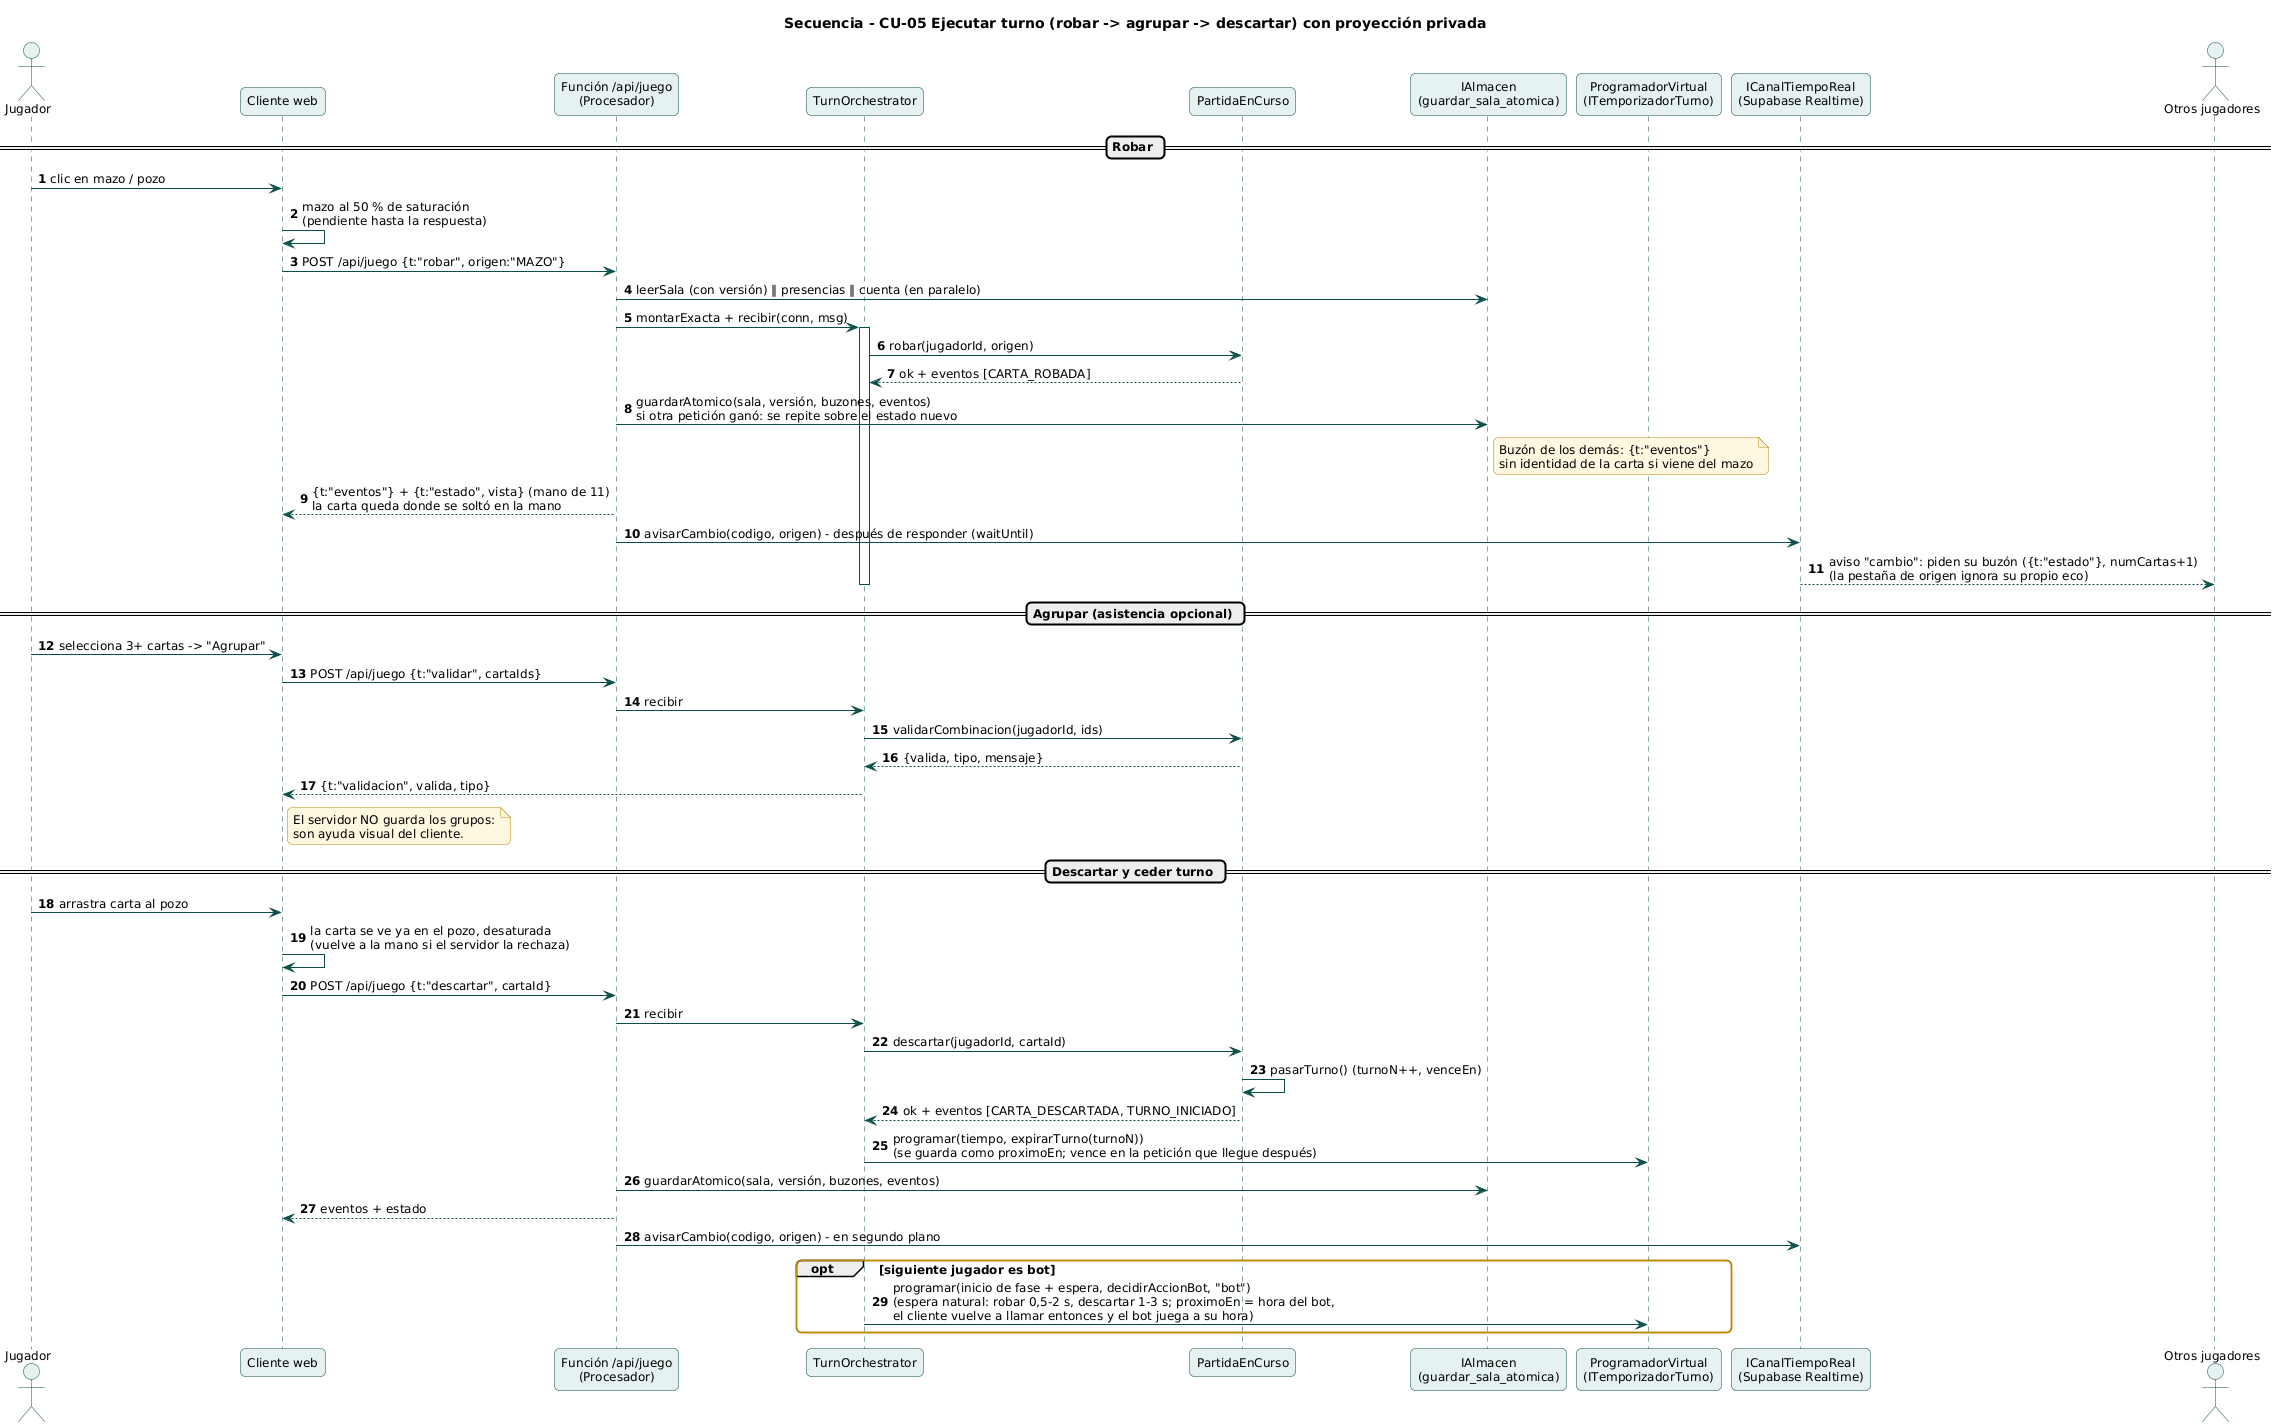 Secuencia - CU-05 Ejecutar turno (robar -> agrupar -> descartar) con proyección privada
Jugador
Cliente web
Función /api/juego
(Procesador)
TurnOrchestrator
PartidaEnCurso
IAlmacen
(guardar_sala_atomica)
ProgramadorVirtual
(ITemporizadorTurno)
ICanalTiempoReal
(Supabase Realtime)
Otros jugadores
Robar
1 clic en mazo / pozo
2 mazo al 50 % de saturación
(pendiente hasta la respuesta)
3 POST /api/juego {t:"robar", origen:"MAZO"}
4 leerSala (con versión) ∥ presencias ∥ cuenta (en paralelo)
5 montarExacta + recibir(conn, msg)
6 robar(jugadorId, origen)
7 ok + eventos [CARTA_ROBADA]
8 guardarAtomico(sala, versión, buzones, eventos)
si otra petición ganó: se repite sobre el estado nuevo
Buzón de los demás: {t:"eventos"}
sin identidad de la carta si viene del mazo
9 {t:"eventos"} + {t:"estado", vista} (mano de 11)
la carta queda donde se soltó en la mano
10 avisarCambio(codigo, origen) - después de responder (waitUntil)
11 aviso "cambio": piden su buzón ({t:"estado"}, numCartas+1)
(la pestaña de origen ignora su propio eco)
Agrupar (asistencia opcional)
12 selecciona 3+ cartas -> "Agrupar"
13 POST /api/juego {t:"validar", cartaIds}
14 recibir
15 validarCombinacion(jugadorId, ids)
16 {valida, tipo, mensaje}
17 {t:"validacion", valida, tipo}
El servidor NO guarda los grupos:
son ayuda visual del cliente.
Descartar y ceder turno
18 arrastra carta al pozo
19 la carta se ve ya en el pozo, desaturada
(vuelve a la mano si el servidor la rechaza)
20 POST /api/juego {t:"descartar", cartaId}
21 recibir
22 descartar(jugadorId, cartaId)
23 pasarTurno() (turnoN++, venceEn)
24 ok + eventos [CARTA_DESCARTADA, TURNO_INICIADO]
25 programar(tiempo, expirarTurno(turnoN))
(se guarda como proximoEn; vence en la petición que llegue después)
26 guardarAtomico(sala, versión, buzones, eventos)
27 eventos + estado
28 avisarCambio(codigo, origen) - en segundo plano
opt [siguiente jugador es bot]
29 programar(inicio de fase + espera, decidirAccionBot, "bot")
(espera natural: robar 0,5-2 s, descartar 1-3 s; proximoEn = hora del bot,
el cliente vuelve a llamar entonces y el bot juega a su hora)
Jugador
Cliente web
Función /api/juego
(Procesador)
TurnOrchestrator
PartidaEnCurso
IAlmacen
(guardar_sala_atomica)
ProgramadorVirtual
(ITemporizadorTurno)
ICanalTiempoReal
(Supabase Realtime)
Otros jugadores